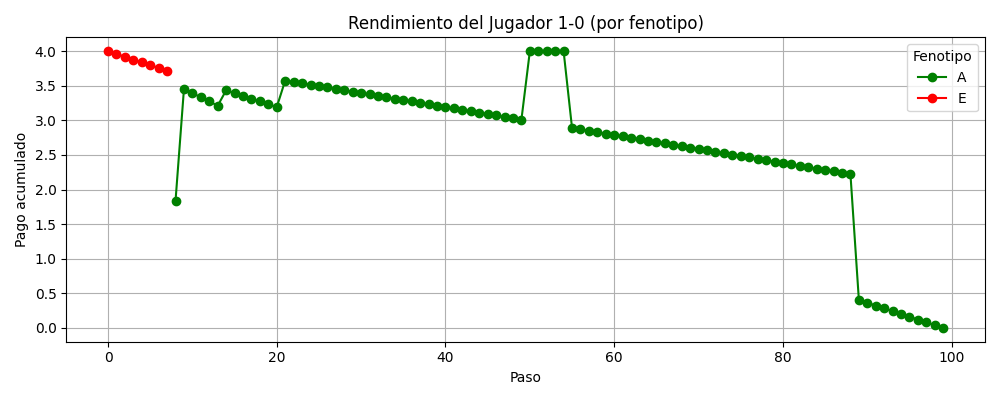 Rendimiento del Jugador 1-0 (por fenotipo)
Pago acumulado
4.0
3.5
3.0
2.5
2.0
1.5
1.0
0.5
0.0
Fenotipo
A
E
0 20 40 60 80 100
Paso